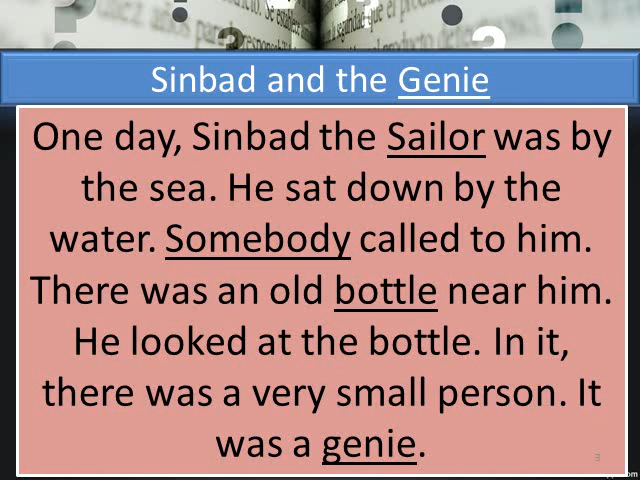 Sinbad and the Genie
One day, Sinbad the Sailor was by
the sea. He sat down by the
water. Somebody called to him.
There was an old bottle near him.
He looked at the bottle. In it,
there was a very small person. It
was a genie.
3